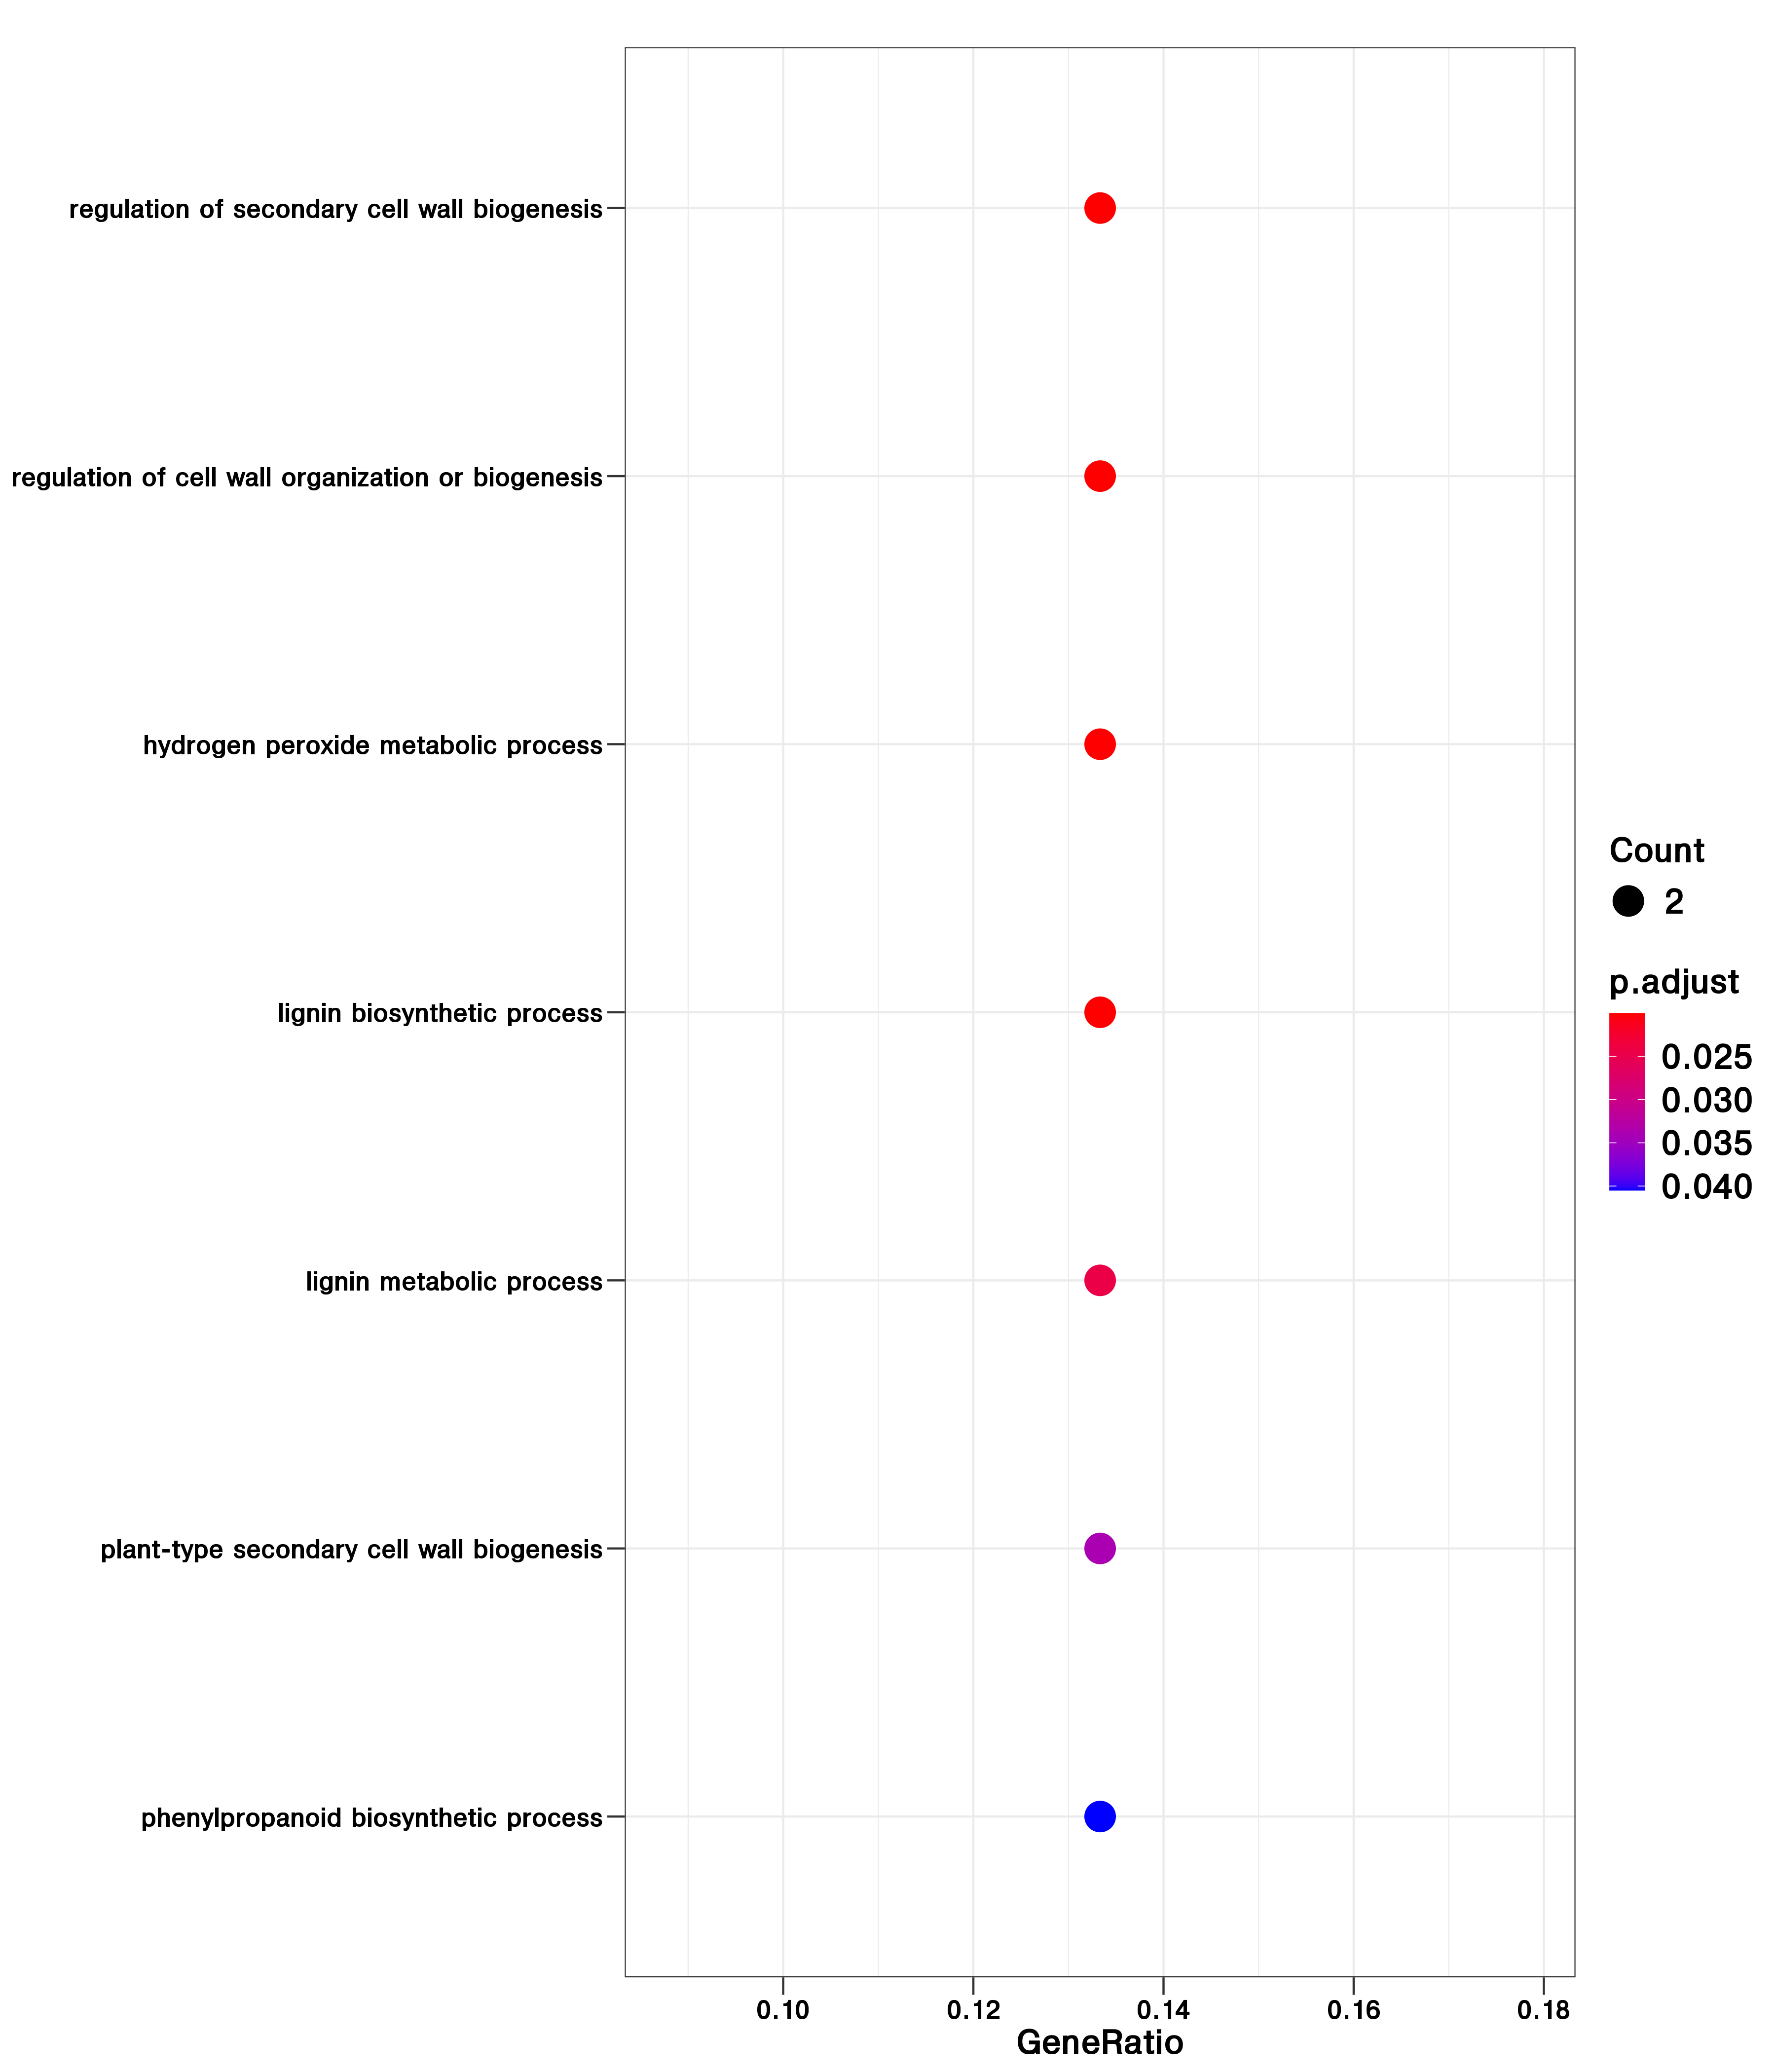 regulation of secondary cell wall biogenesis
regulation of cell wall organization or biogenesis
hydrogen peroxide metabolic process
lignin biosynthetic process
lignin metabolic process
plant-type secondary cell wall biogenesis
phenylpropanoid biosynthetic process
0.10 0.12 0.14 0.16 0.18
GeneRatio
Count
2
p.adjust
0.025
0.030
0.035
0.040